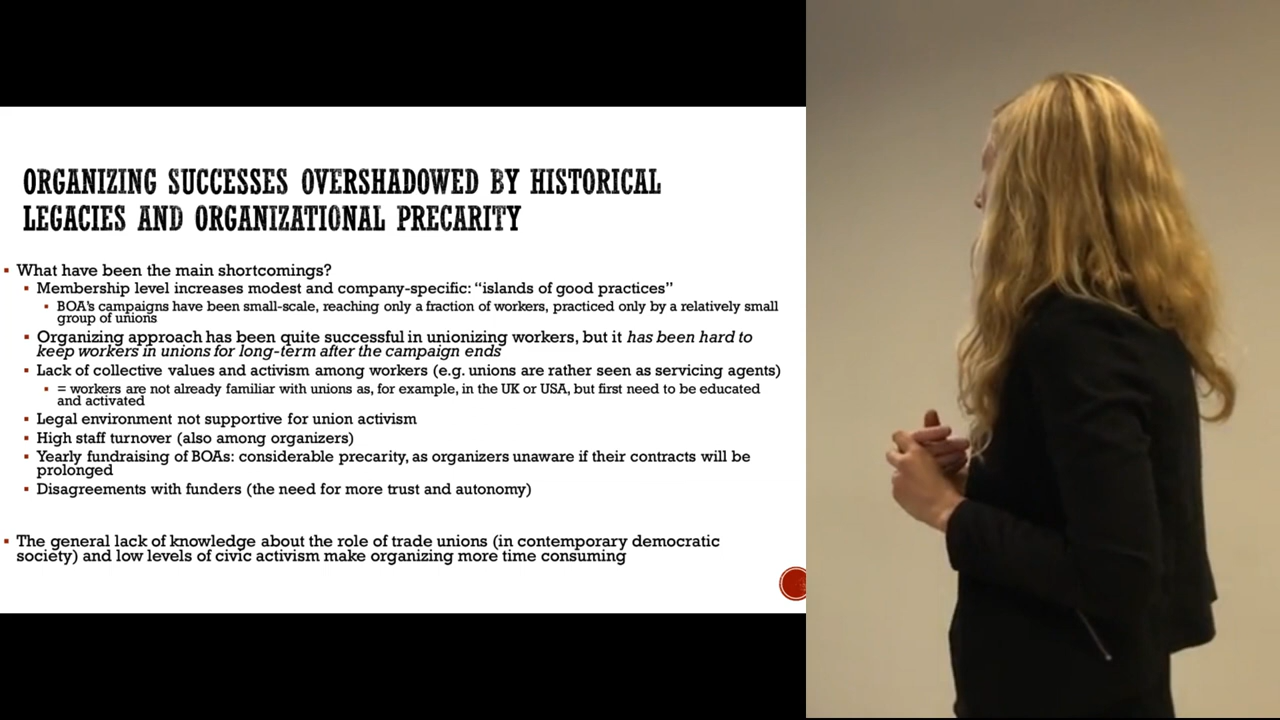 ORGANIZING SUCCESSES OVERSHADOWED BY HISTORICAL
LEGACIES AND ORGANIZATIONAL PRECARITY
▪ What have been the main shortcomings?
▪ Membership level increases modest and company-specific: “islands of good practices”
▪ BOA’s campaigns have been small-scale, reaching only a fraction of workers, practiced only by a relatively small
group of unions
▪ Organizing approach has been quite successful in unionizing workers, but it has been hard to
keep workers in unions for long-term after the campaign ends
▪ Lack of collective values and activism among workers (e.g. unions are rather seen as servicing agents)
▪ = workers are not already familiar with unions as, for example, in the UK or USA, but first need to be educated
and activated
▪ Legal environment not supportive for union activism
▪ High staff turnover (also among organizers)
▪ Yearly fundraising of BOAs: considerable precarity, as organizers unaware if their contracts will be
prolonged
▪ Disagreements with funders (the need for more trust and autonomy)
▪ The general lack of knowledge about the role of trade unions (in contemporary democratic
society) and low levels of civic activism make organizing more time consuming